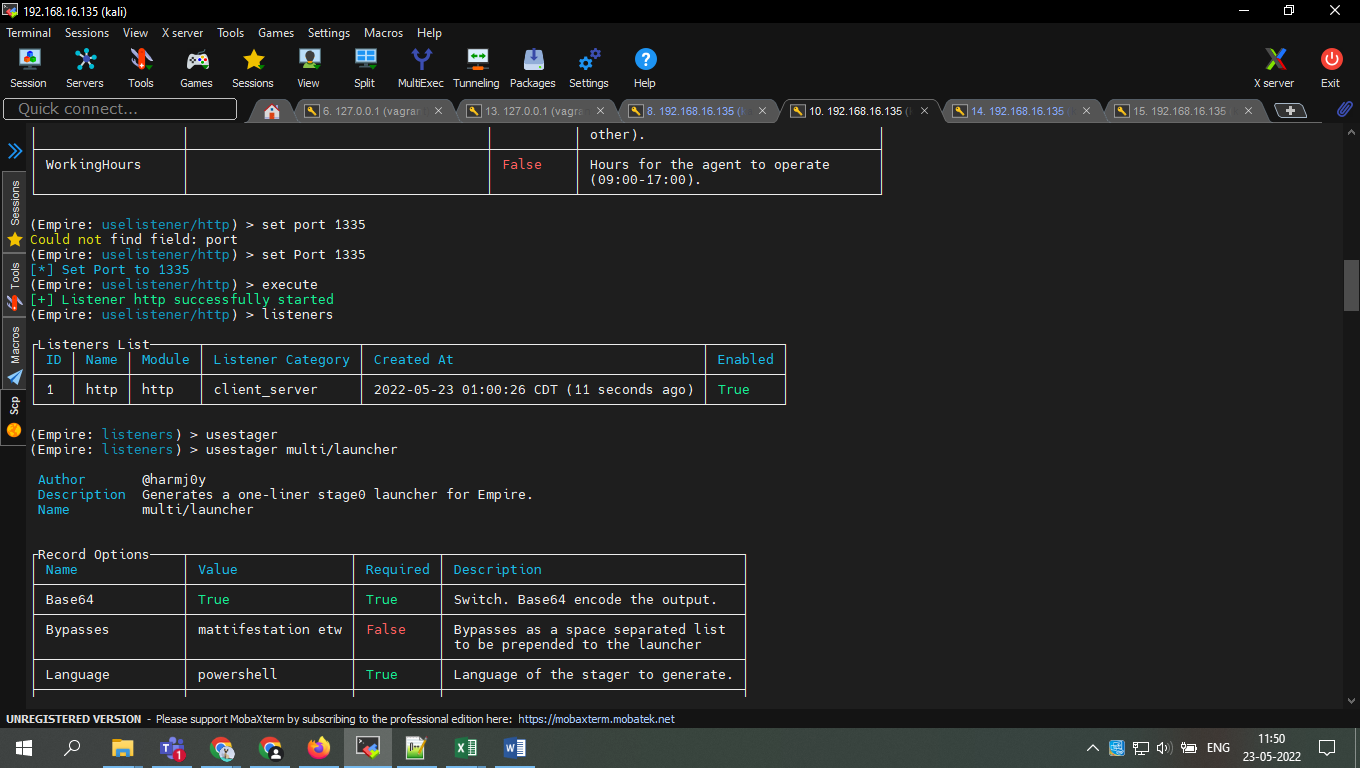 192.168.16.135 (kali)
Terminal Sessions View X server Tools Games Settings Macros Help
Session Servers Tools Games Sessions View Split MultiExec Tunneling Packages Settings Help X server Exit
Quick connect... 6. 127.0.0.1 (vagran 13. 127.0.0.1 (vagra 8. 192.168.16.135 (k 10. 192.168.16.135 ( 14. 192.168.16.135 15. 192.168.16.135
other).
WorkingHours False Hours for the agent to operate
(09:00-17:00).
(Empire: uselistener/http) > set port 1335
Could not find field: port
(Empire: uselistener/http) > set Port 1335
[*] Set Port to 1335
(Empire: uselistener/http) > execute
[+] Listener http successfully started
(Empire: uselistener/http) > listeners
Listeners List
ID Name Module Listener Category Created At Enabled
1 http http client_server 2022-05-23 01:00:26 CDT (11 seconds ago) True
(Empire: listeners) > usestager
(Empire: listeners) > usestager multi/launcher
Author @harmj0y
Description Generates a one-liner stage0 launcher for Empire.
Name multi/launcher
Record Options
Name Value Required Description
Base64 True True Switch. Base64 encode the output.
Bypasses mattifestation etw False Bypasses as a space separated list
to be prepended to the launcher
Language powershell True Language of the stager to generate.
Sessions
Tools
Macros
Scp
UNREGISTERED VERSION - Please support MobaXterm by subscribing to the professional edition here: https://mobaxterm.mobatek.net
1
ENG
11:50
23-05-2022